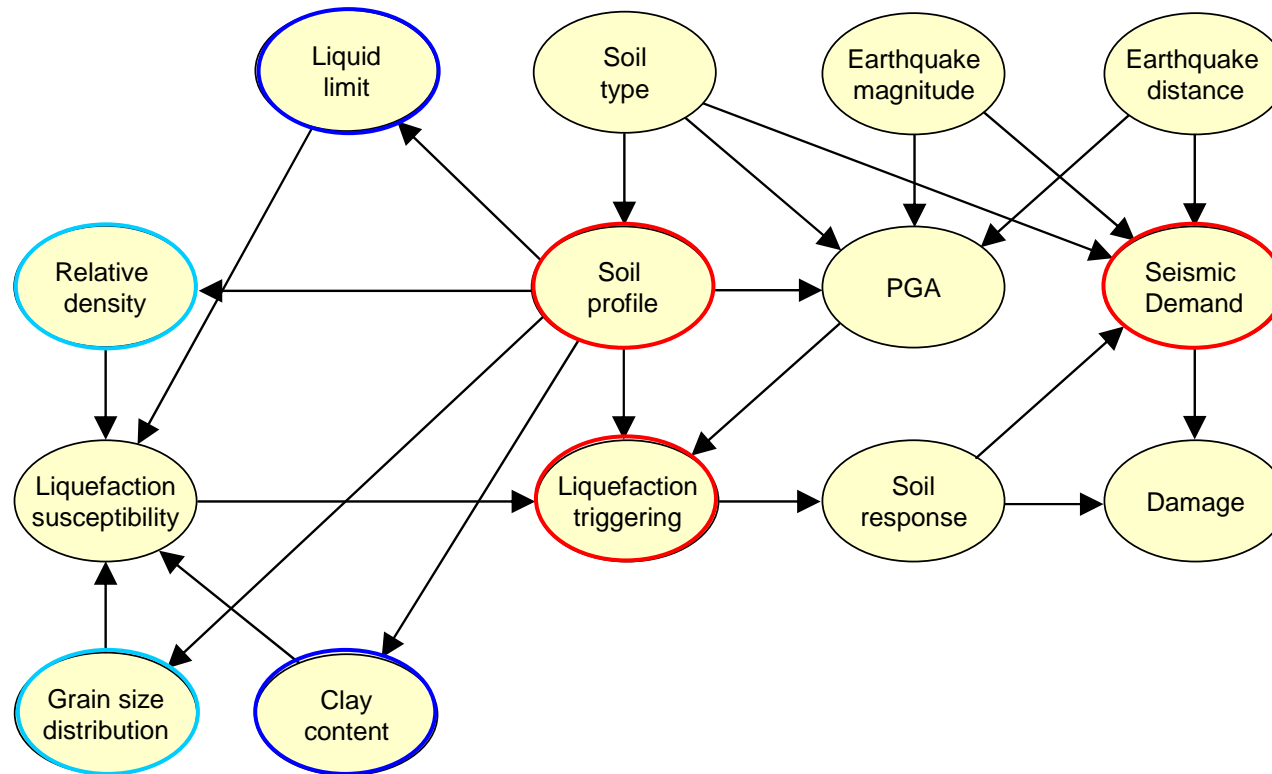 Liquid
limit
Soil
type
Earthquake
magnitude
Earthquake
distance
Relative
density
Soil
profile
PGA
Seismic
Demand
Liquefaction
susceptibility
Liquefaction
triggering
Soil
response
Damage
Grain size
distribution
Clay
content